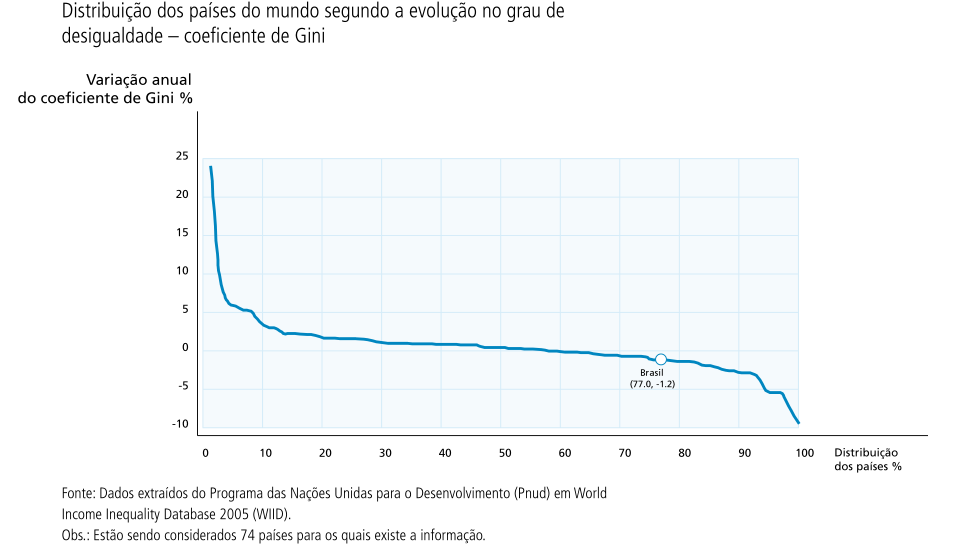 Distribuição dos países do mundo segundo a evolução no grau de
desigualdade – coeficiente de Gini
Variação anual
do coeficiente de Gini %
25
20
15
10
5
0
-5
-10
Brasil
(77.0, -1.2)
0 10 20 30 40 50 60 70 80 90 100
Distribuição
dos países %
Fonte: Dados extraídos do Programa das Nações Unidas para o Desenvolvimento (Pnud) em World
Income Inequality Database 2005 (WIID).
Obs.: Estão sendo considerados 74 países para os quais existe a informação.